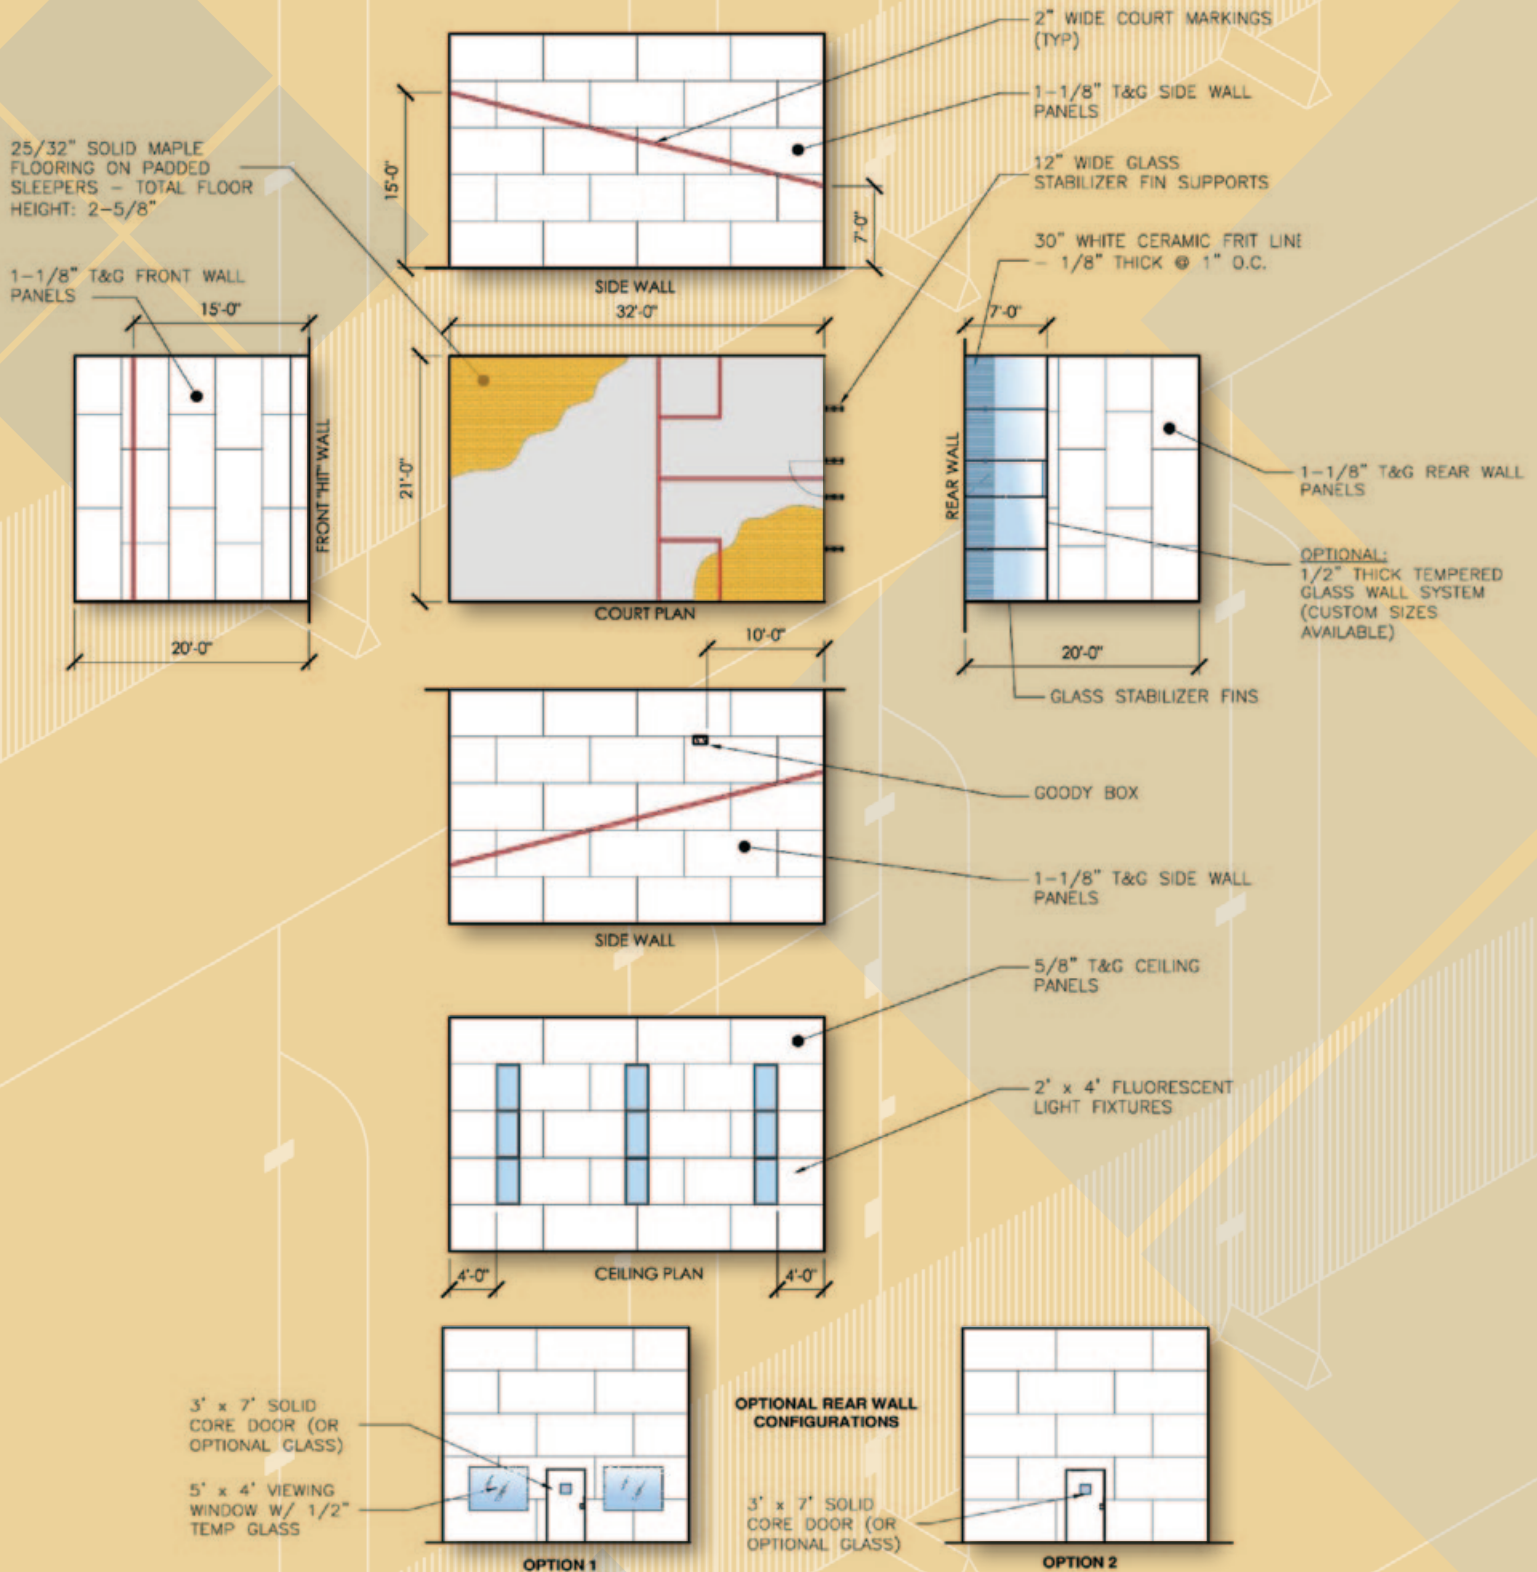 2" WIDE COURT MARKINGS
(TYP)
1-1/8" T&G SIDE WALL
PANELS
12" WIDE GLASS
STABILIZER FIN SUPPORTS
30" WHITE CERAMIC FRIT LINE
- 1/8" THICK @ 1" O.C.
25/32" SOLID MAPLE
FLOORING ON PADDED
SLEEPERS - TOTAL FLOOR
HEIGHT: 2-5/8"
1-1/8" T&G FRONT WALL
PANELS
15'-0"
7'-0"
SIDE WALL
15'-0"
32'-0"
7'-0"
FRONT "HIT" WALL
21'-0"
REAR WALL
1-1/8" T&G REAR WALL
PANELS
OPTIONAL:
1/2" THICK TEMPERED
GLASS WALL SYSTEM
(CUSTOM SIZES
AVAILABLE)
COURT PLAN
20'-0"
10'-0"
20'-0"
GLASS STABILIZER FINS
GOODY BOX
1-1/8" T&G SIDE WALL
PANELS
SIDE WALL
5/8" T&G CEILING
PANELS
2' x 4' FLUORESCENT
LIGHT FIXTURES
4'-0"
CEILING PLAN
4'-0"
3' x 7' SOLID
CORE DOOR (OR
OPTIONAL GLASS)
5' x 4' VIEWING
WINDOW W/ 1/2"
TEMP GLASS
OPTION 1
OPTIONAL REAR WALL
CONFIGURATIONS
3' x 7' SOLID
CORE DOOR (OR
OPTIONAL GLASS)
OPTION 2